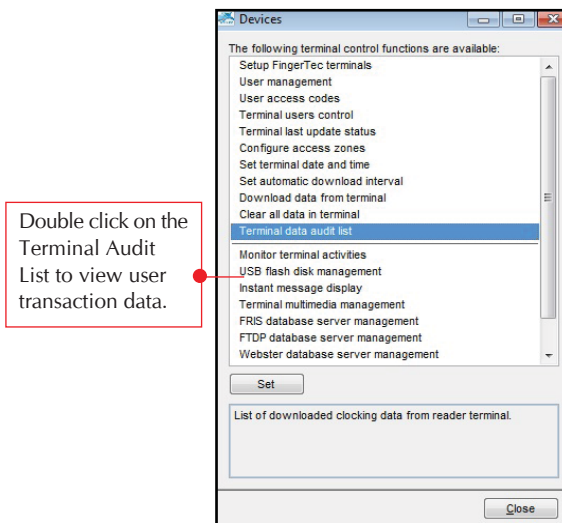 Devices
The following terminal control functions are available:
Setup FingerTec terminals
User management
User access codes
Terminal users control
Terminal last update status
Configure access zones
Set terminal date and time
Set automatic download interval
Download data from terminal
Clear all data in terminal
Terminal data audit list
Monitor terminal activities
USB flash disk management
Instant message display
Terminal multimedia management
FRIS database server management
FTDP database server management
Webster database server management
Set
List of downloaded clocking data from reader terminal.
Close
Double click on the
Terminal Audit
List to view user
transaction data.